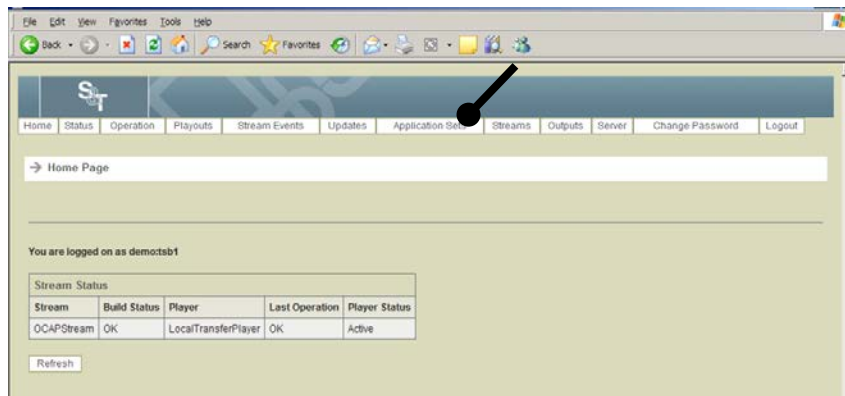 File Edit View Favorites Tools Help
Back Search Favorites
S&T
Home Status Operation Playouts Stream Events Updates Application Sets Streams Outputs Server Change Password Logout
→ Home Page
You are logged on as demo:tsb1
Stream Status
Stream Build Status Player Last Operation Player Status
OCAPStream OK LocalTransferPlayer OK Active
Refresh